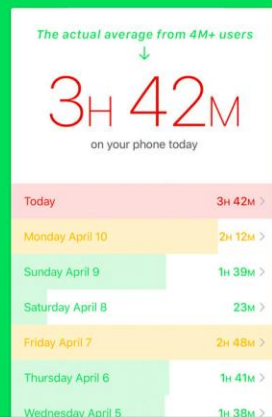 The actual average from 4M+ users
↓
3H 42M
on your phone today
Today 3H 42M >
Monday April 10 2H 12M >
Sunday April 9 1H 39M >
Saturday April 8 23M >
Friday April 7 2H 48M >
Thursday April 6 1H 41M >
Wednesday April 5 1H 38M >